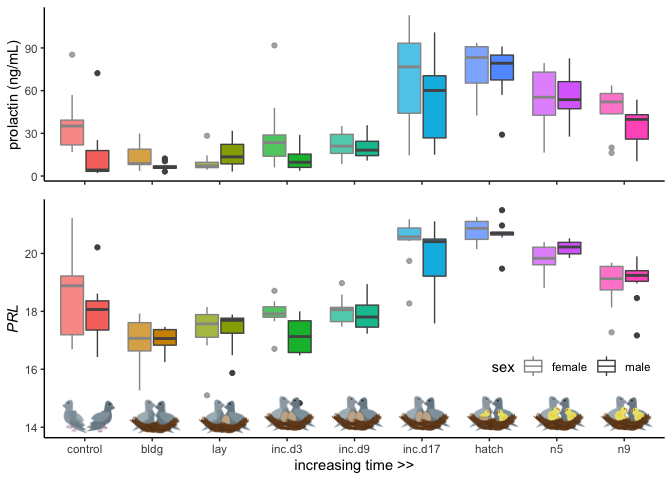 prolactin (ng/mL)
90
60
30
0
PRL
20
18
16
14
sex female male
control bldg lay inc.d3 inc.d9 inc.d17 hatch n5 n9
increasing time >>